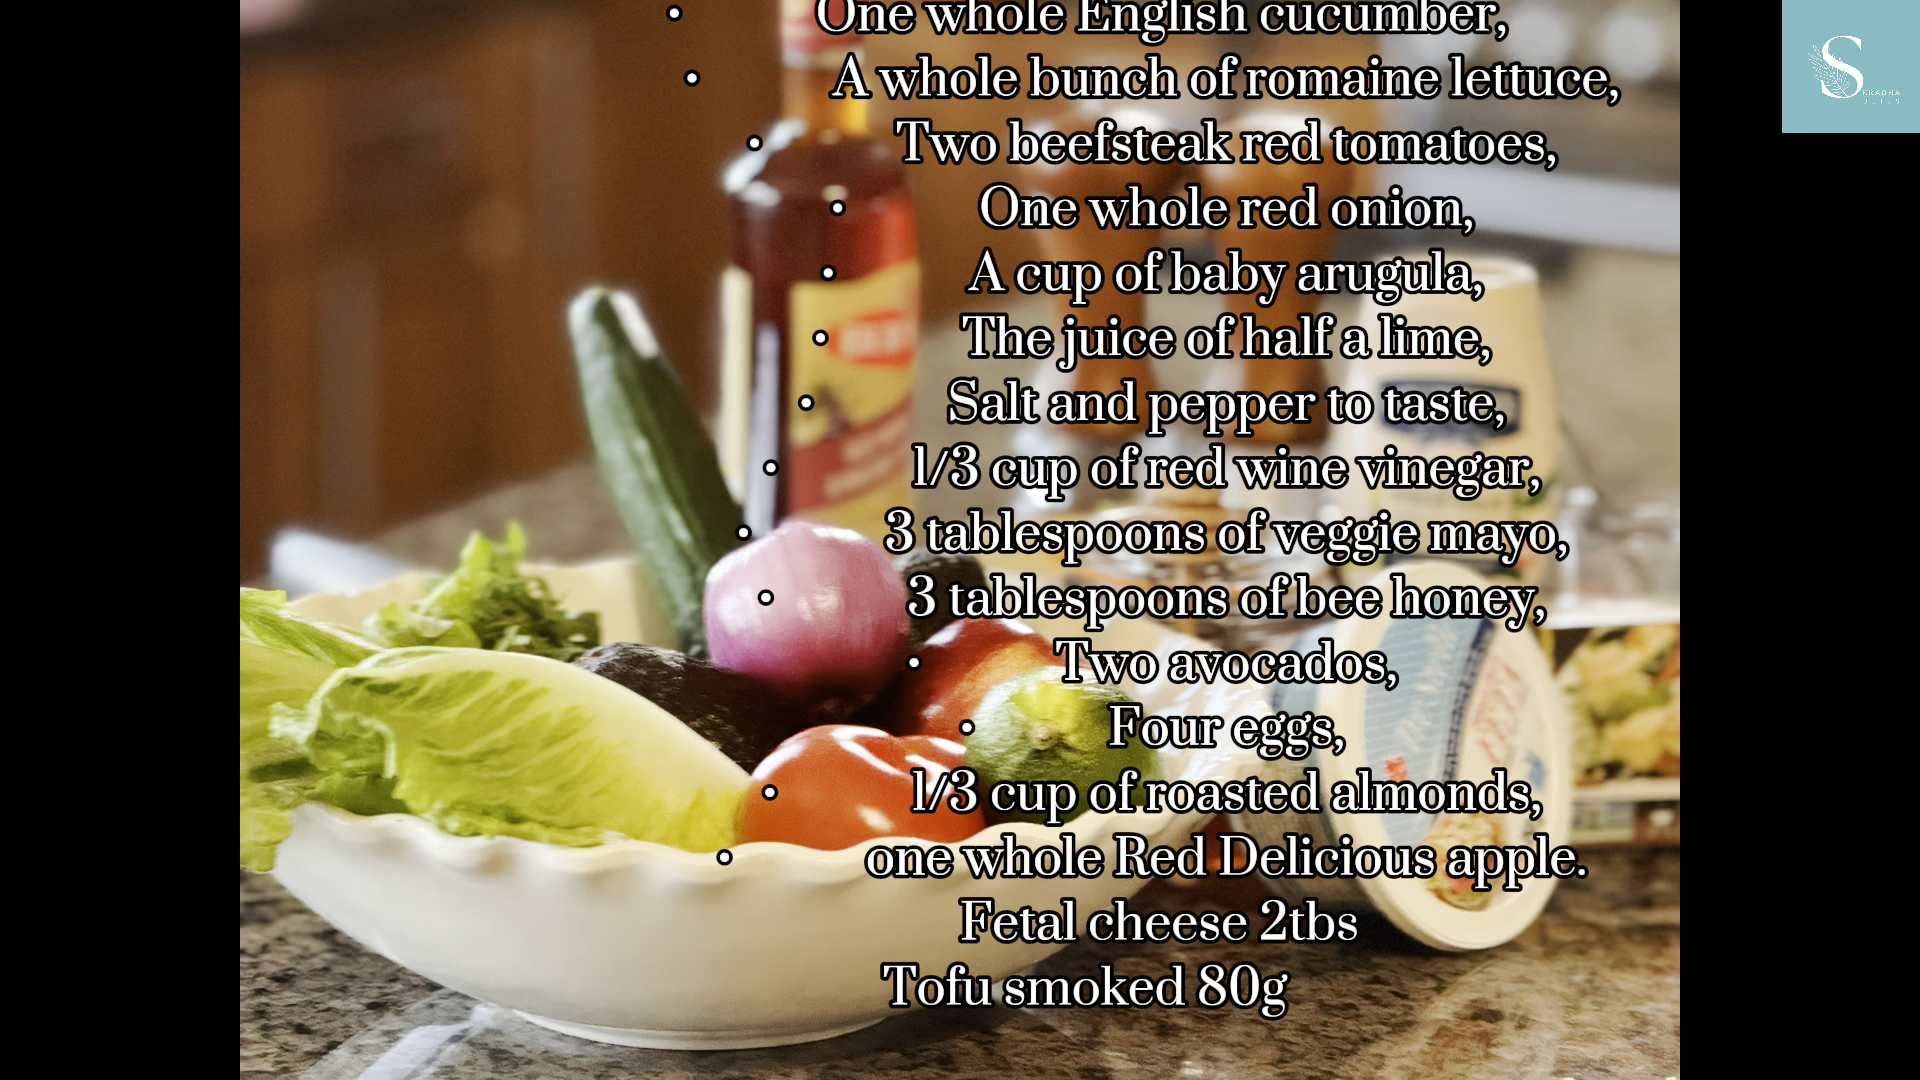 One whole English cucumber,
A whole bunch of romaine lettuce,
Two beefsteak red tomatoes,
One whole red onion,
A cup of baby arugula,
The juice of half a lime,
Salt and pepper to taste,
1/3 cup of red wine vinegar,
3 tablespoons of veggie mayo,
3 tablespoons of bee honey,
Two avocados,
Four eggs,
1/3 cup of roasted almonds,
one whole Red Delicious apple.
Fetal cheese 2tbs
Tofu smoked 80g